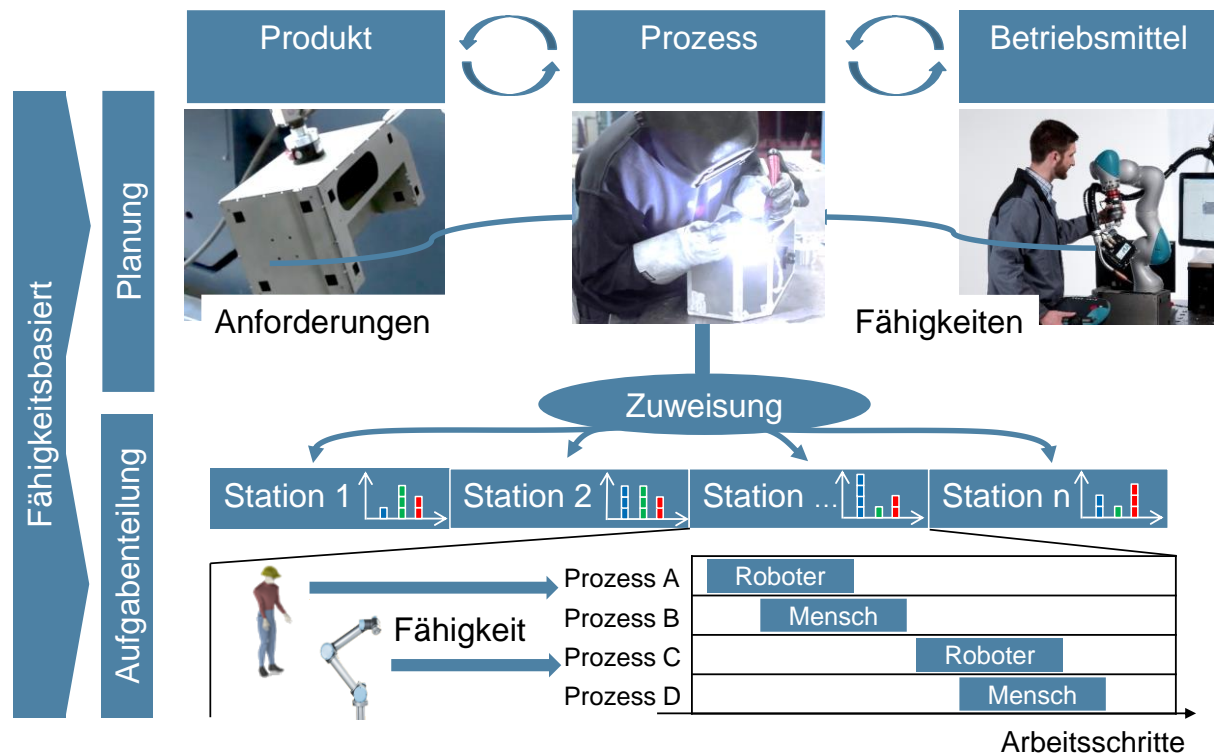 Produkt
Prozess
Betriebsmittel
Fähigkeitsbasiert
Planung
Anforderungen
Fähigkeiten
Zuweisung
Aufgabenteilung
Station 1
Station 2
Station ...
Station n
Fähigkeit
Prozess A
Roboter
Prozess B
Mensch
Prozess C
Roboter
Prozess D
Mensch
Arbeitsschritte